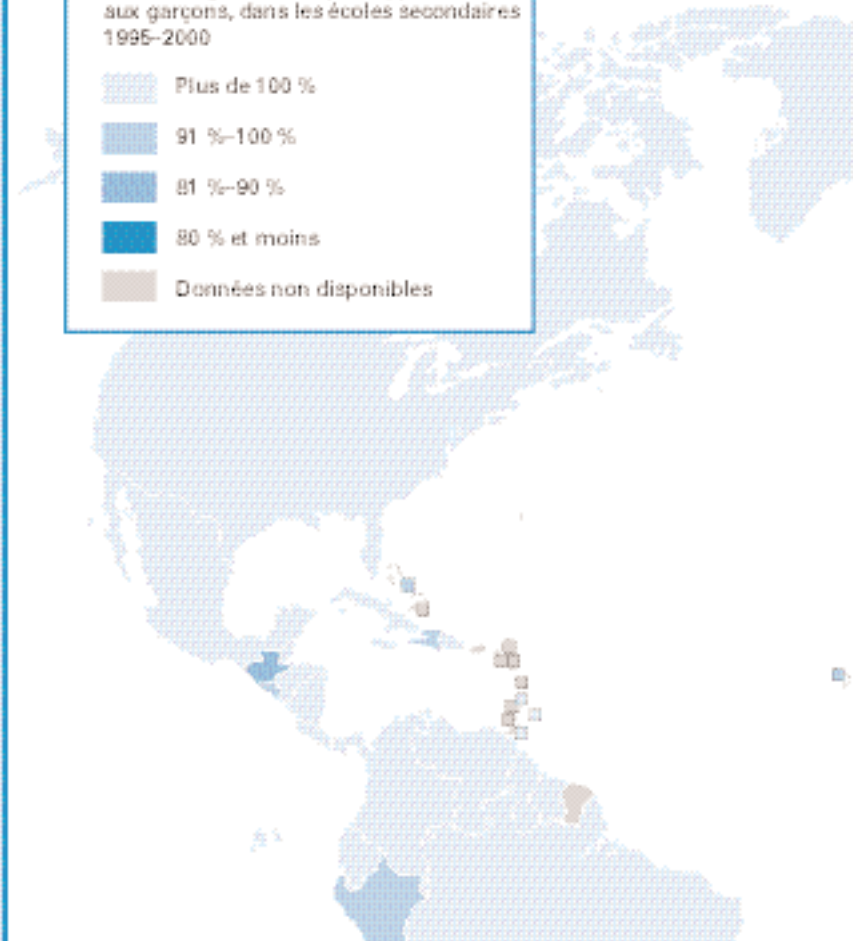 aux garçons, dans les écoles secondaires
1995–2000
Plus de 100 %
91 %–100 %
81 %–90 %
80 % et moins
Données non disponibles